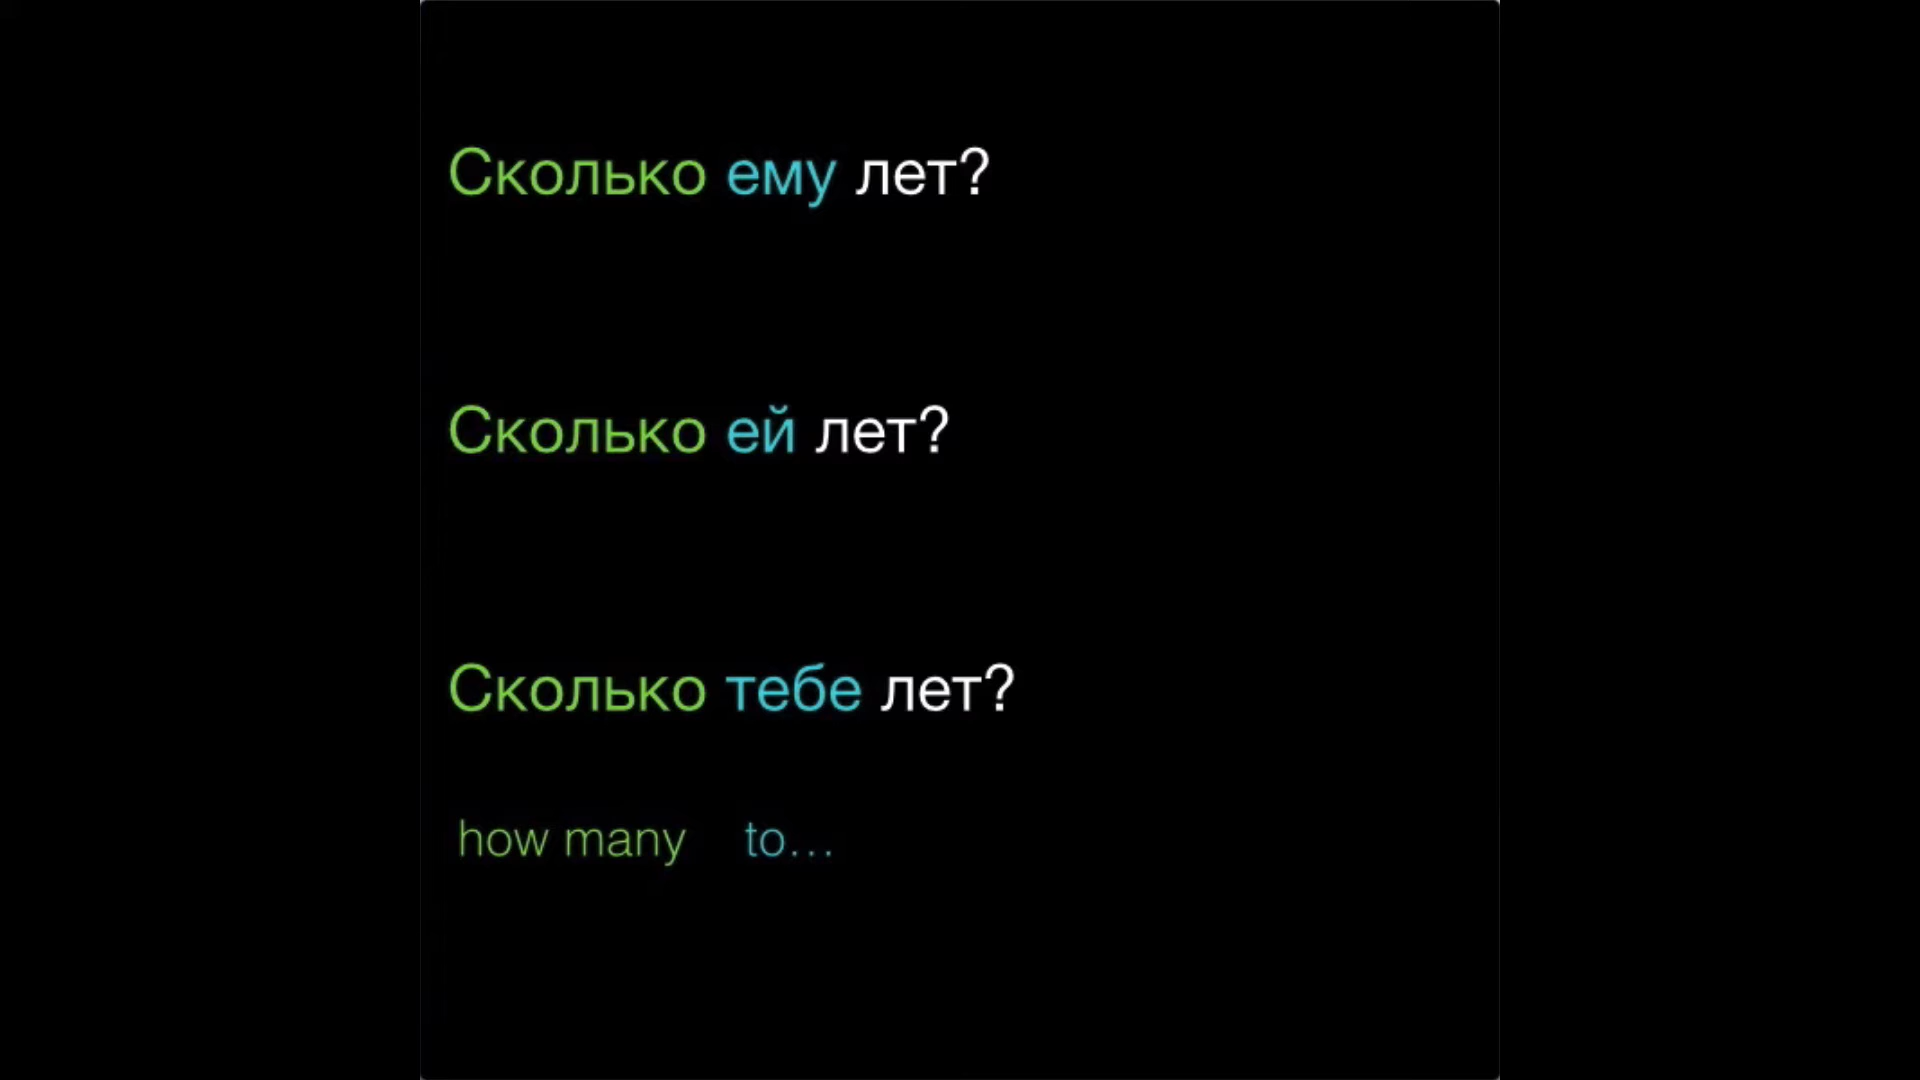 Сколько ему лет?
Сколько ей лет?
Сколько тебе лет?
how many to...